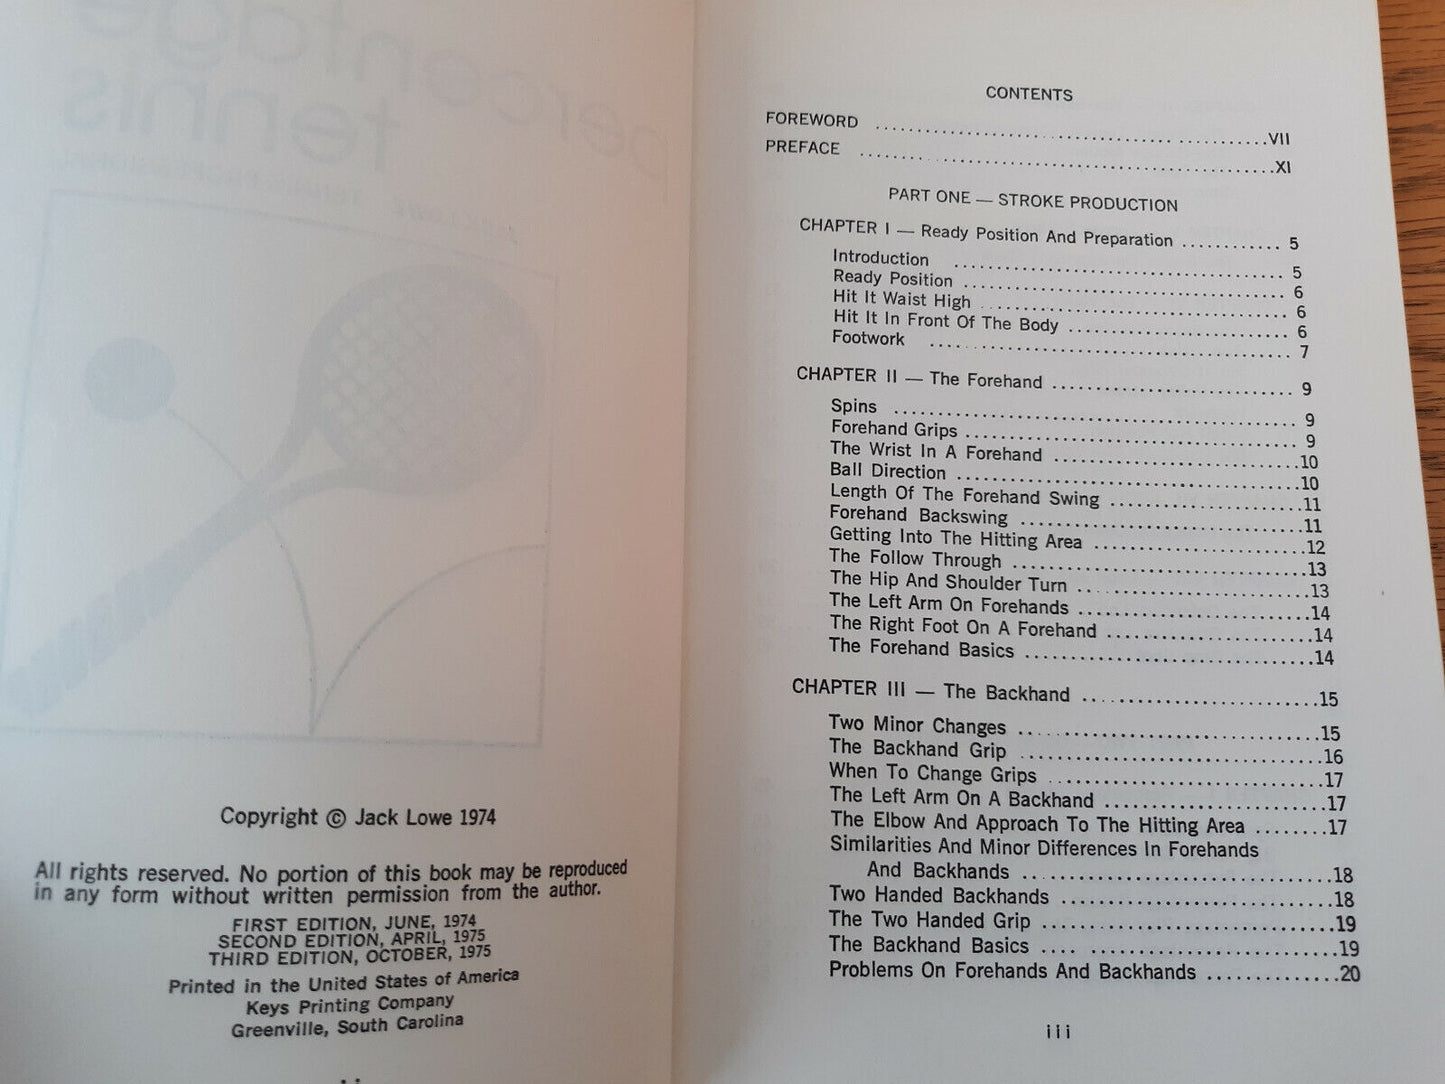 percentage
tennis
JACK LOWE TENNIS PROFESSIONAL
Copyright © Jack Lowe 1974
All rights reserved. No portion of this book may be reproduced
in any form without written permission from the author.
FIRST EDITION, JUNE, 1974
SECOND EDITION, APRIL, 1975
THIRD EDITION, OCTOBER, 1975
Printed in the United States of America
Keys Printing Company
Greenville, South Carolina
CONTENTS
FOREWORD ........................................ VII
PREFACE ........................................ XI
PART ONE — STROKE PRODUCTION
CHAPTER I — Ready Position And Preparation ............ 5
Introduction ........................................ 5
Ready Position ........................................ 6
Hit It Waist High ........................................ 6
Hit It In Front Of The Body ........................... 6
Footwork ........................................ 7
CHAPTER II — The Forehand ............................ 9
Spins ........................................ 9
Forehand Grips ........................................ 9
The Wrist In A Forehand ............................10
Ball Direction ........................................10
Length Of The Forehand Swing ........................11
Forehand Backswing ................................11
Getting Into The Hitting Area ........................12
The Follow Through ................................13
The Hip And Shoulder Turn ..........................13
The Left Arm On Forehands ..........................14
The Right Foot On A Forehand ........................14
The Forehand Basics ................................14
CHAPTER III — The Backhand ..........................15
Two Minor Changes ................................15
The Backhand Grip ................................16
When To Change Grips ..............................17
The Left Arm On A Backhand ........................17
The Elbow And Approach To The Hitting Area ........17
Similarities And Minor Differences In Forehands
And Backhands ................................18
Two Handed Backhands ..............................18
The Two Handed Grip ..............................19
The Backhand Basics ................................19
Problems On Forehands And Backhands ..............20
iii